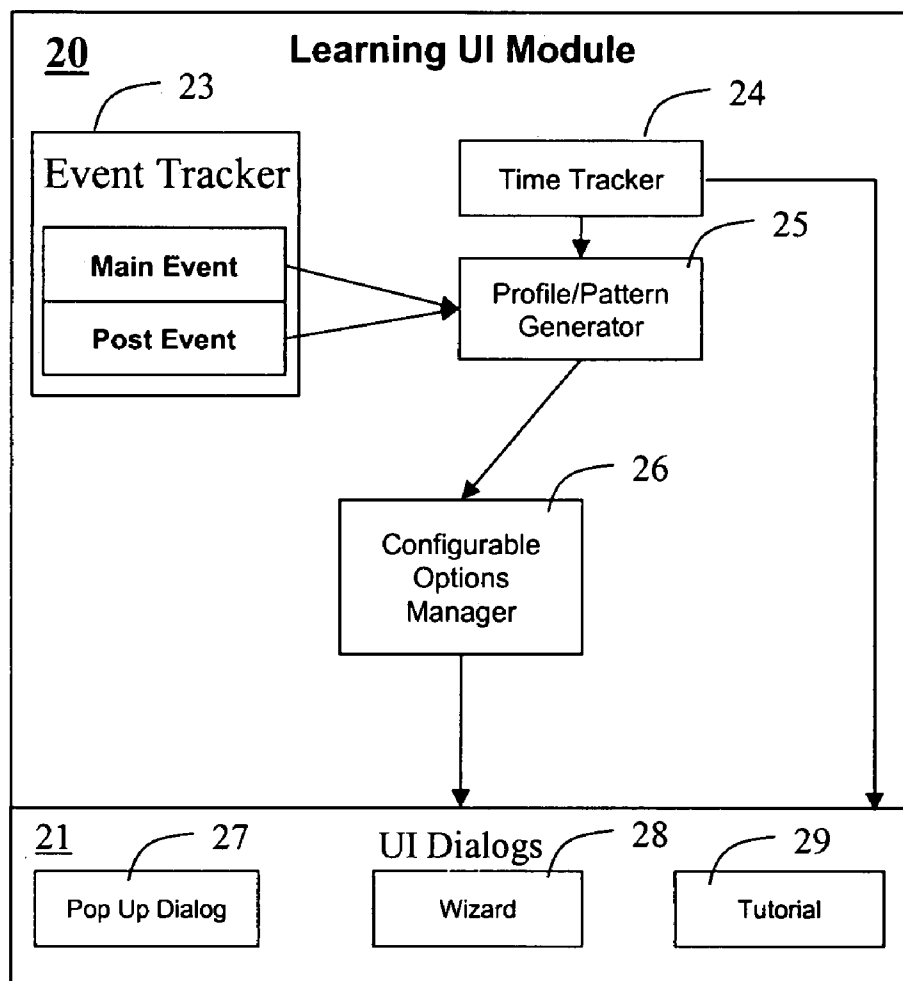 20
Learning UI Module
23
24
Event Tracker
Time Tracker
25
Main Event
Profile/Pattern
Generator
Post Event
26
Configurable
Options
Manager
21
27
UI Dialogs
28
29
Pop Up Dialog
Wizard
Tutorial